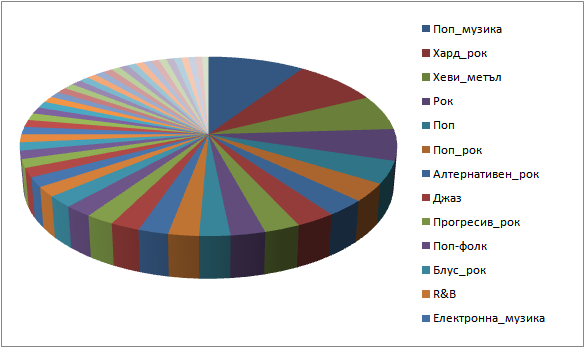 Поп_музика
Хард_рок
Хеви_метъл
Рок
Поп
Поп_рок
Алтернативен_рок
Джаз
Прогресив_рок
Поп-фолк
Блус_рок
R&B
Електронна_музика